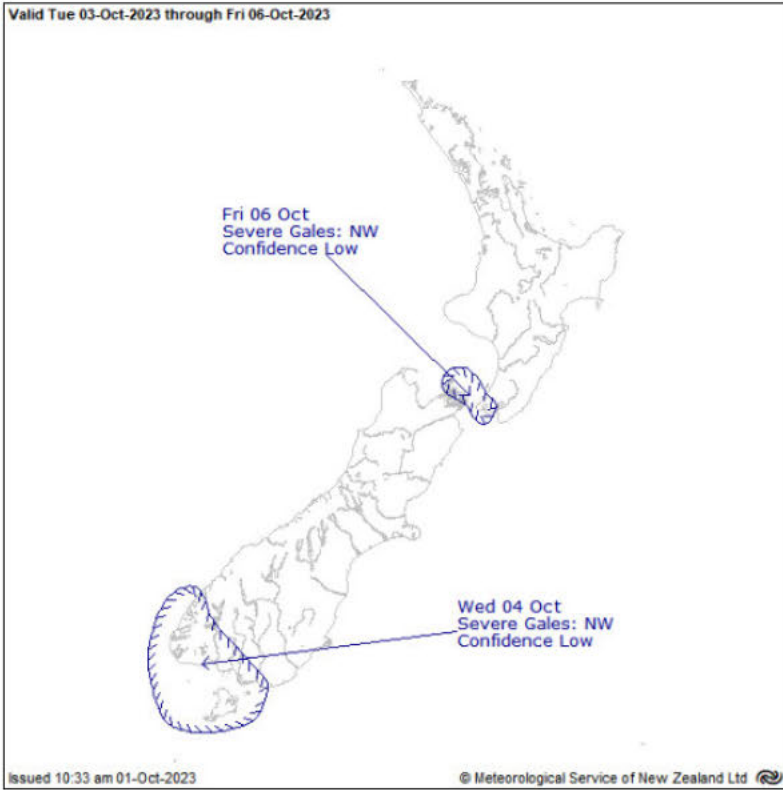 Valid Tue 03-Oct-2023 through Fri 06-Oct-2023
Fri 06 Oct
Severe Gales: NW
Confidence Low
Wed 04 Oct
Severe Gales: NW
Confidence Low
Issued 10:33 am 01-Oct-2023
© Meteorological Service of New Zealand Ltd